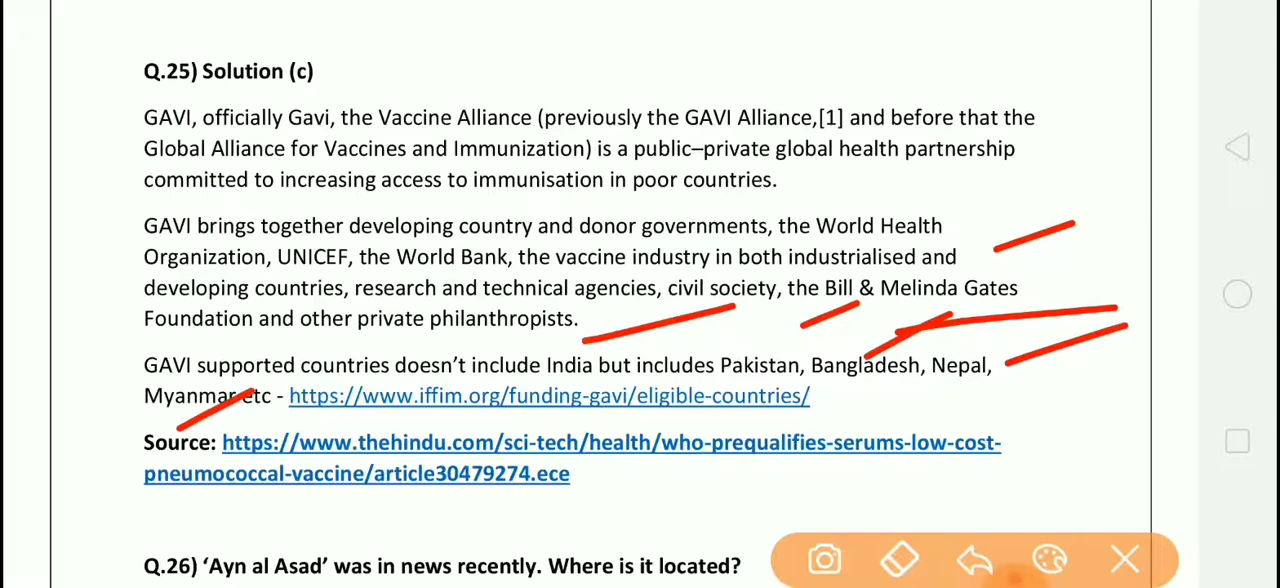 Q.25) Solution (c)
GAVI, officially Gavi, the Vaccine Alliance (previously the GAVI Alliance,[1] and before that the
Global Alliance for Vaccines and Immunization) is a public–private global health partnership
committed to increasing access to immunisation in poor countries.
GAVI brings together developing country and donor governments, the World Health
Organization, UNICEF, the World Bank, the vaccine industry in both industrialised and
developing countries, research and technical agencies, civil society, the Bill & Melinda Gates
Foundation and other private philanthropists.
GAVI supported countries doesn’t include India but includes Pakistan, Bangladesh, Nepal,
Myanmar etc - https://www.iffim.org/funding-gavi/eligible-countries/
Source: https://www.thehindu.com/sci-tech/health/who-prequalifies-serums-low-cost-
pneumococcal-vaccine/article30479274.ece
Q.26) ‘Ayn al Asad’ was in news recently. Where is it located?